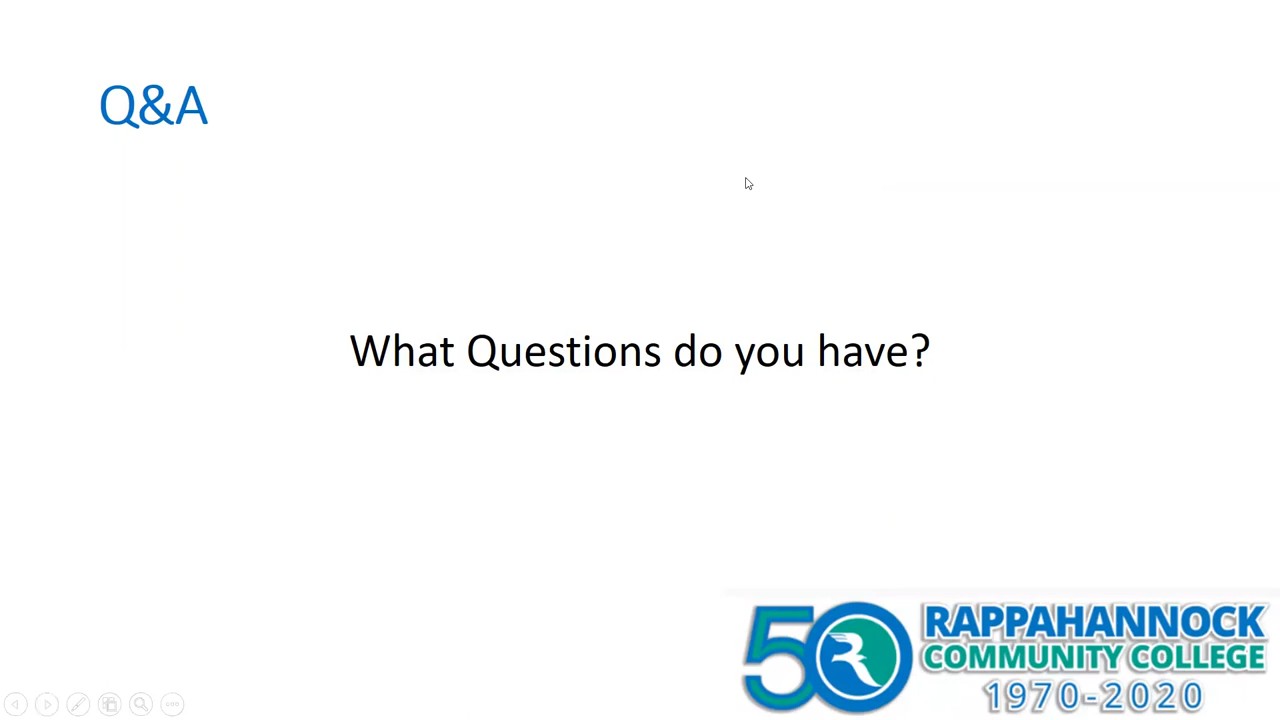 Q&A
What Questions do you have?
50 RAPPAHANNOCK
COMMUNITY COLLEGE
1970-2020